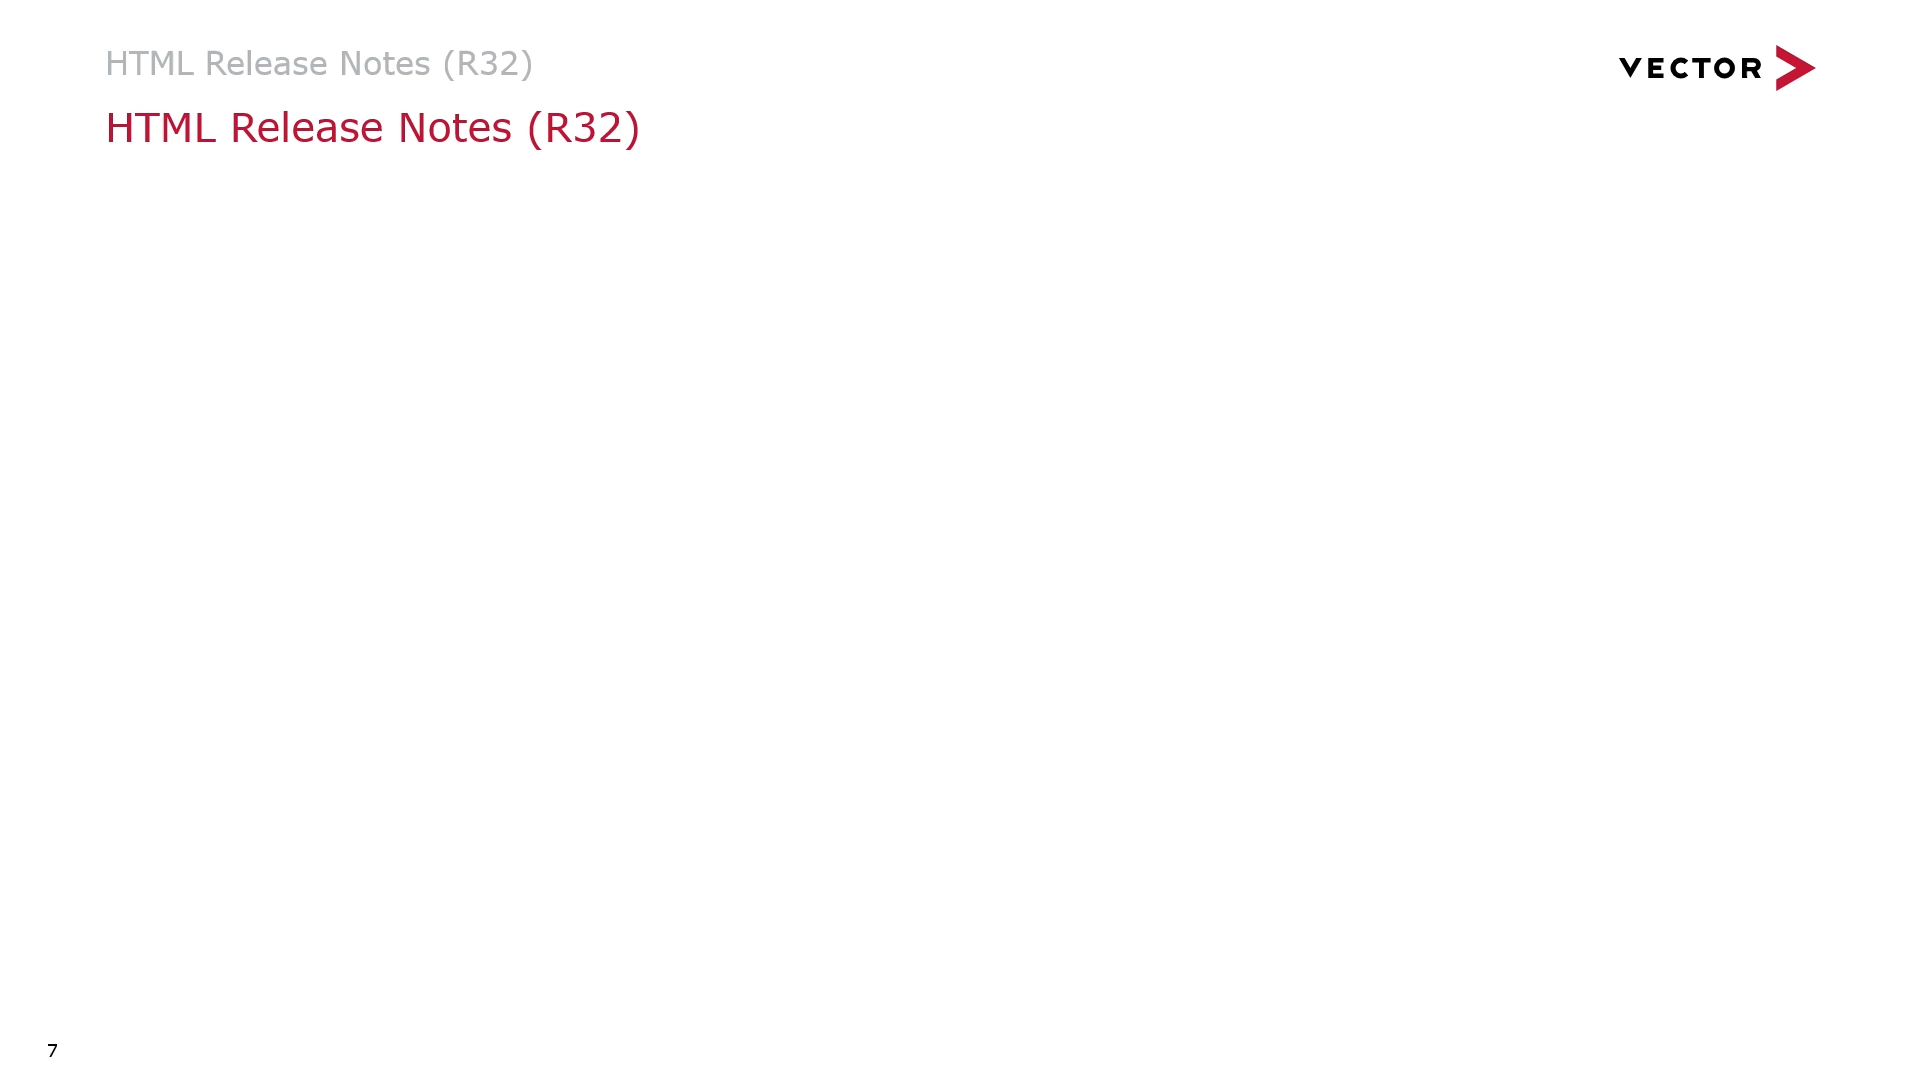 HTML Release Notes (R32)
VECTOR
HTML Release Notes (R32)
7